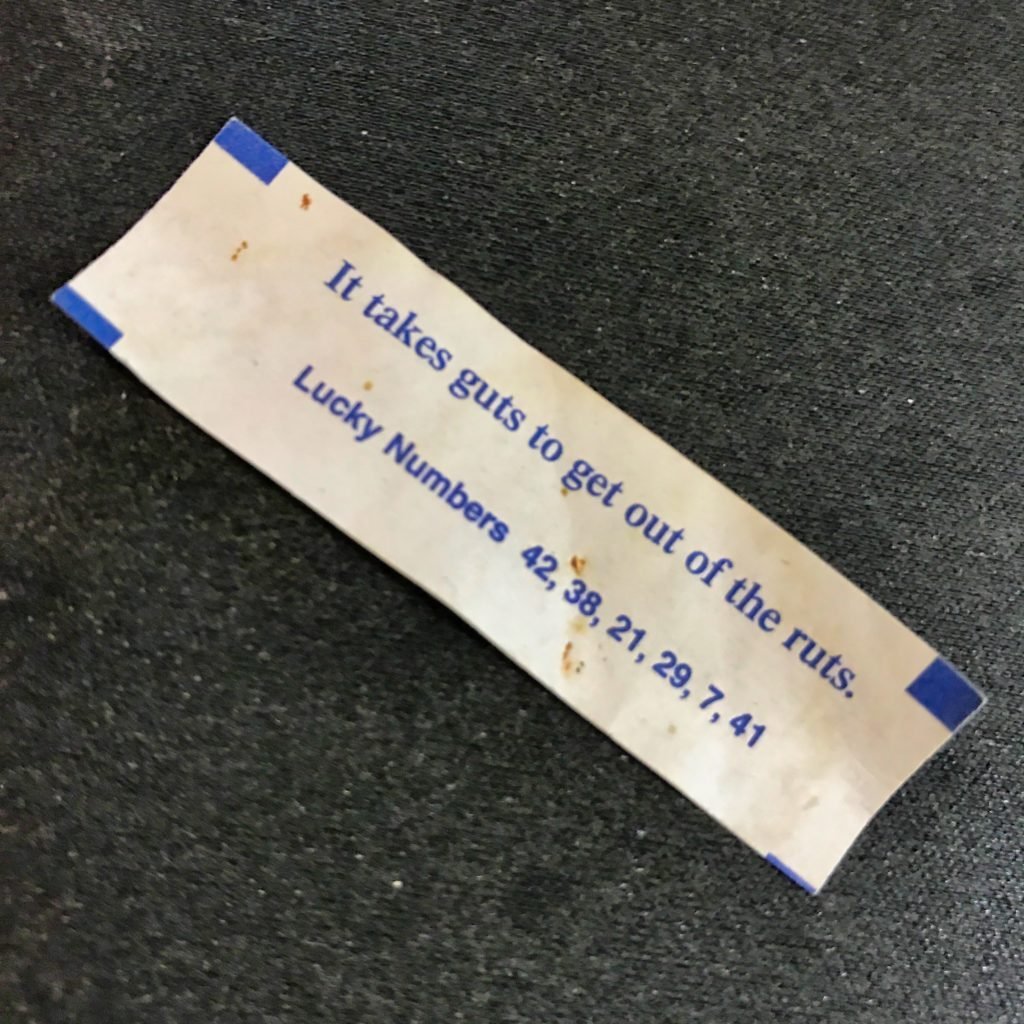 It takes guts to get out of the ruts.
Lucky Numbers 42, 38, 21, 29, 7, 41